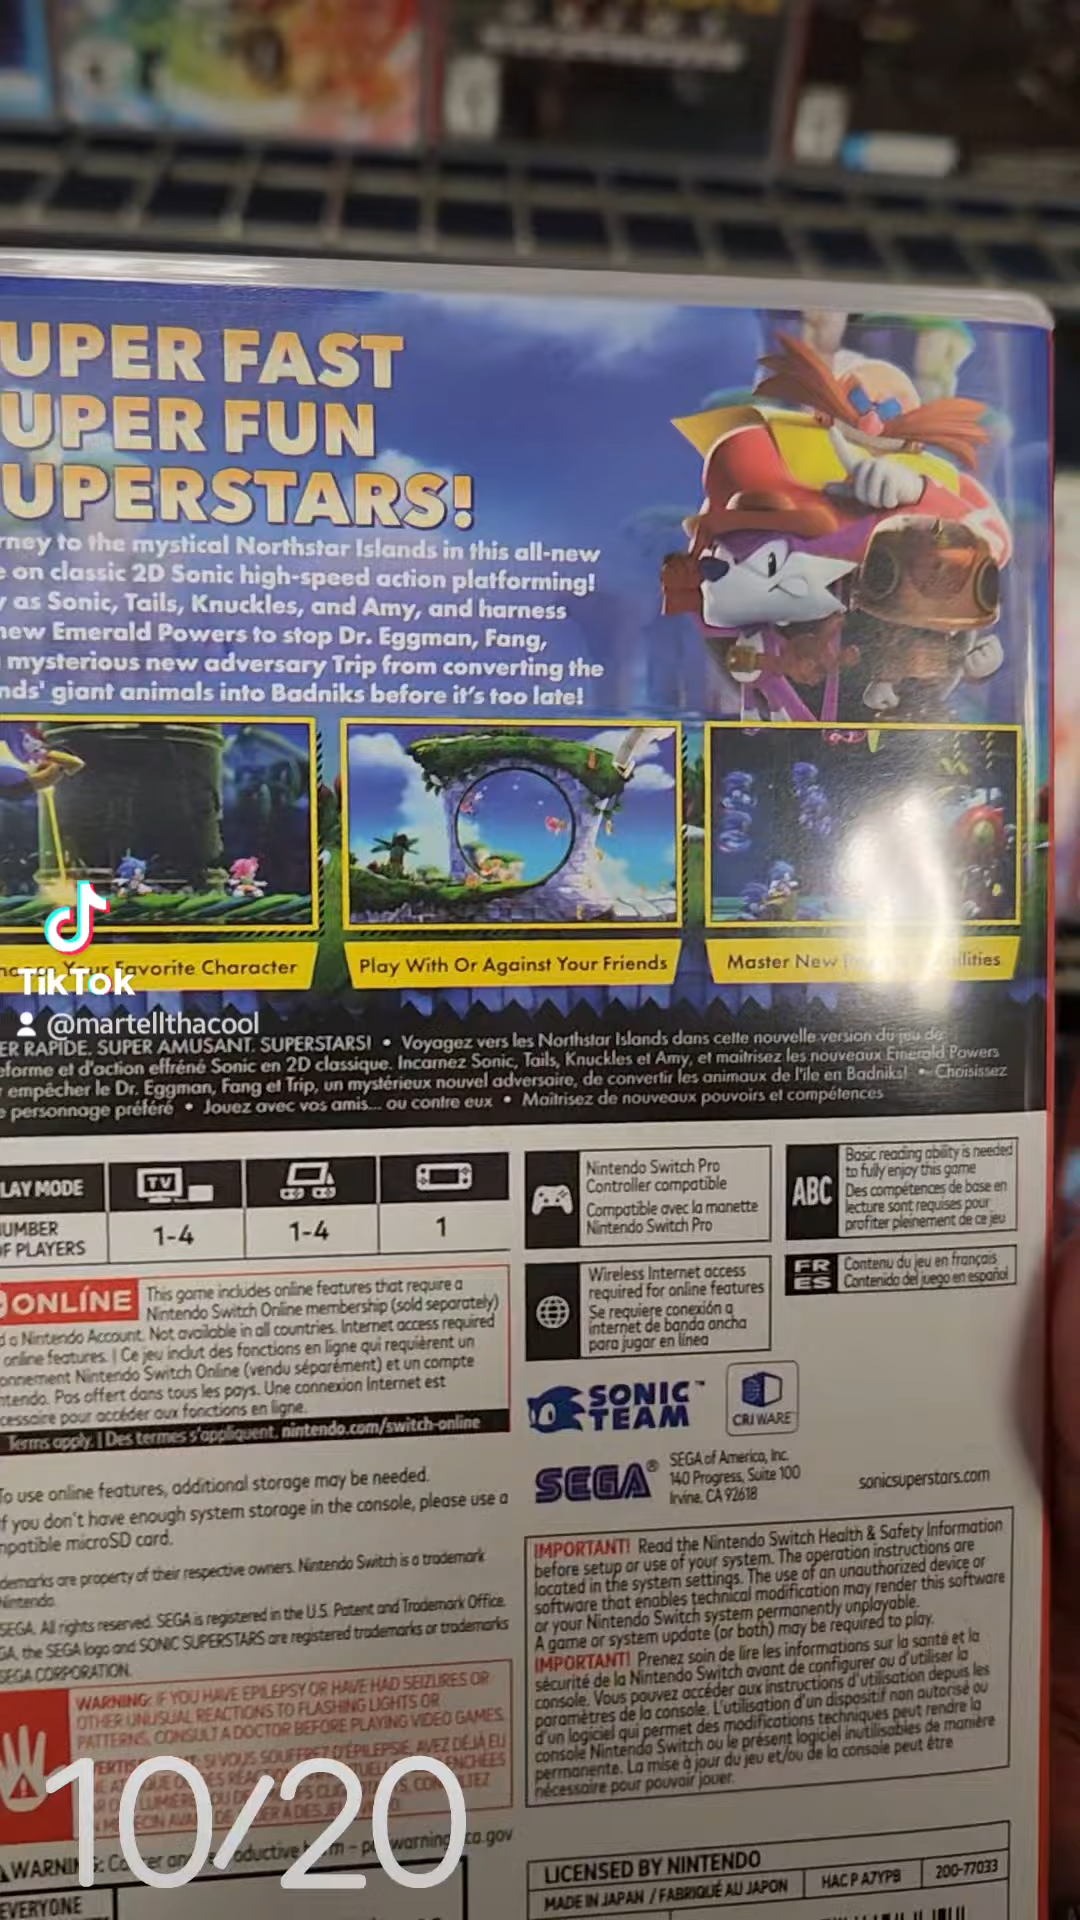 UPER FAST
UPER FUN
UPERSTARS!
rney to the mystical Northstar Islands in this all-new
e on classic 2D Sonic high-speed action platforming!
y as Sonic, Tails, Knuckles, and Amy, and harness
new Emerald Powers to stop Dr. Eggman, Fang,
mysterious new adversary Trip from converting the
nds' giant animals into Badniks before it's too late!
Your Favorite Character
Play With Or Against Your Friends
Master New
TikTok
@martellthacool
ER RAPIDE. SUPER AMUSANT. SUPERSTARS! • Voyagez vers les Northstar Islands dans cette nouvelle version du jeu de
eforme et d'action effréné Sonic en 2D classique. Incarnez Sonic, Tails, Knuckles et Amy, et maîtrisez les nouveaux Emerald Powers
r empêcher le Dr. Eggman, Fang et Trip, un mystérieux nouvel adversaire, de convertir les animaux de l'île en Badniks! • Choisissez
e personnage préféré • Jouez avec vos amis... ou contre eux • Maîtrisez de nouveaux pouvoirs et compétences
LAY MODE
TV
NUMBER
OF PLAYERS
1-4
1-4
1
Nintendo Switch Pro
Controller compatible
Compatible avec la manette
Nintendo Switch Pro
ABC
Basic reading ability is needed
to fully enjoy this game
Des compétences de base en
lecture sont requises pour
profiter pleinement de ce jeu
Wireless Internet access
required for online features
Se requiere conexión a
internet de banda ancha
para jugar en línea
FR
ES
Contenu du jeu en français
Contenido del juego en español
ONLINE
This game includes online features that require a
Nintendo Switch Online membership (sold separately)
d a Nintendo Account. Not available in all countries. Internet access required
online features. | Ce jeu inclut des fonctions en ligne qui requièrent un
onnement Nintendo Switch Online (vendu séparément) et un compte
ntendo. Pas offert dans tous les pays. Une connexion Internet est
cessaire pour accéder aux fonctions en ligne.
Terms apply. | Des termes s'appliquent. nintendo.com/switch-online
SONIC™
TEAM
CRIWARE
SEGA®
SEGA of America, Inc.
140 Progress, Suite 100
Irvine, CA 92618
sonicsuperstars.com
To use online features, additional storage may be needed.
f you don't have enough system storage in the console, please use a
mpatible microSD card.
demarks are property of their respective owners. Nintendo Switch is a trademark
Nintendo.
SEGA. All rights reserved. SEGA is registered in the U.S. Patent and Trademark Office.
GA, the SEGA logo and SONIC SUPERSTARS are registered trademarks or trademarks
SEGA CORPORATION.
IMPORTANT! Read the Nintendo Switch Health & Safety Information
before setup or use of your system. The operation instructions are
located in the system settings. The use of an unauthorized device or
software that enables technical modification may render this software
or your Nintendo Switch system permanently unplayable.
A game or system update (or both) may be required to play.
IMPORTANT! Prenez soin de lire les informations sur la santé et la
sécurité de la Nintendo Switch avant de configurer ou d'utiliser la
console. Vous pouvez accéder aux instructions d'utilisation depuis les
paramètres de la console. L'utilisation d'un dispositif non autorisé ou
d'un logiciel qui permet des modifications techniques peut rendre la
console Nintendo Switch ou le présent logiciel inutilisables de manière
permanente. La mise à jour du jeu et/ou de la console peut être
nécessaire pour pouvoir jouer.
WARNING: IF YOU HAVE EPILEPSY OR HAVE HAD SEIZURES OR
OTHER UNUSUAL REACTIONS TO FLASHING LIGHTS OR
PATTERNS, CONSULT A DOCTOR BEFORE PLAYING VIDEO GAMES.
SI VOUS SOUFFREZ D'ÉPILEPSIE, AVEZ DÉJÀ EU
10/20
WARNING:
EVERYONE
LICENSED BY NINTENDO
MADE IN JAPAN / FABRIQUÉ AU JAPON
HAC P A7YPB
200-77033